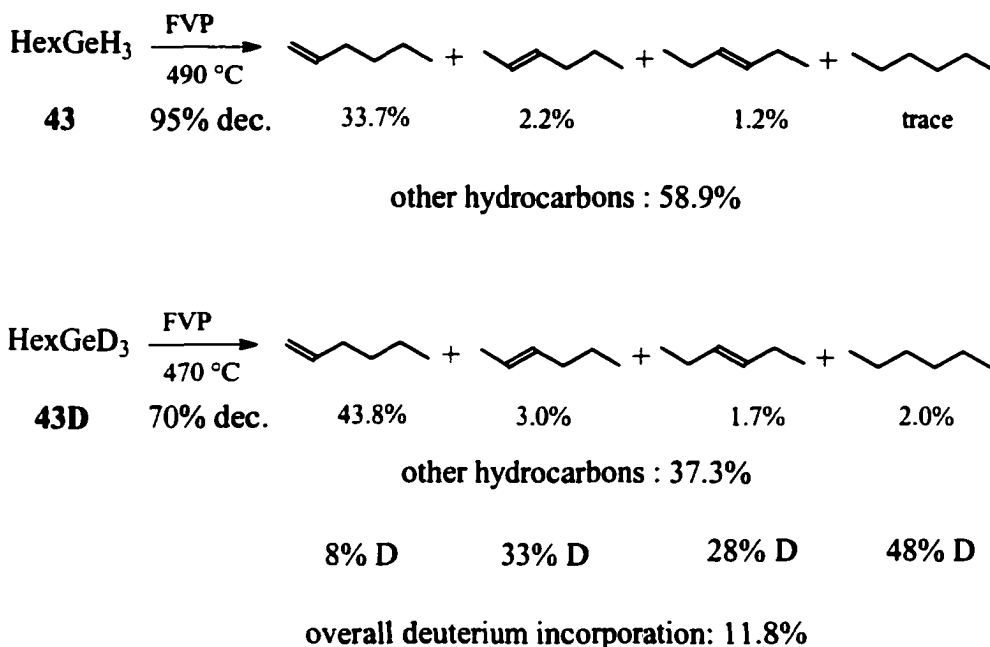 HexGeH₃ FVP + + +
490 °C
43 95% dec. 33.7% 2.2% 1.2% trace
other hydrocarbons : 58.9%
HexGeD₃ FVP + + +
470 °C
43D 70% dec. 43.8% 3.0% 1.7% 2.0%
other hydrocarbons : 37.3%
8% D 33% D 28% D 48% D
overall deuterium incorporation: 11.8%